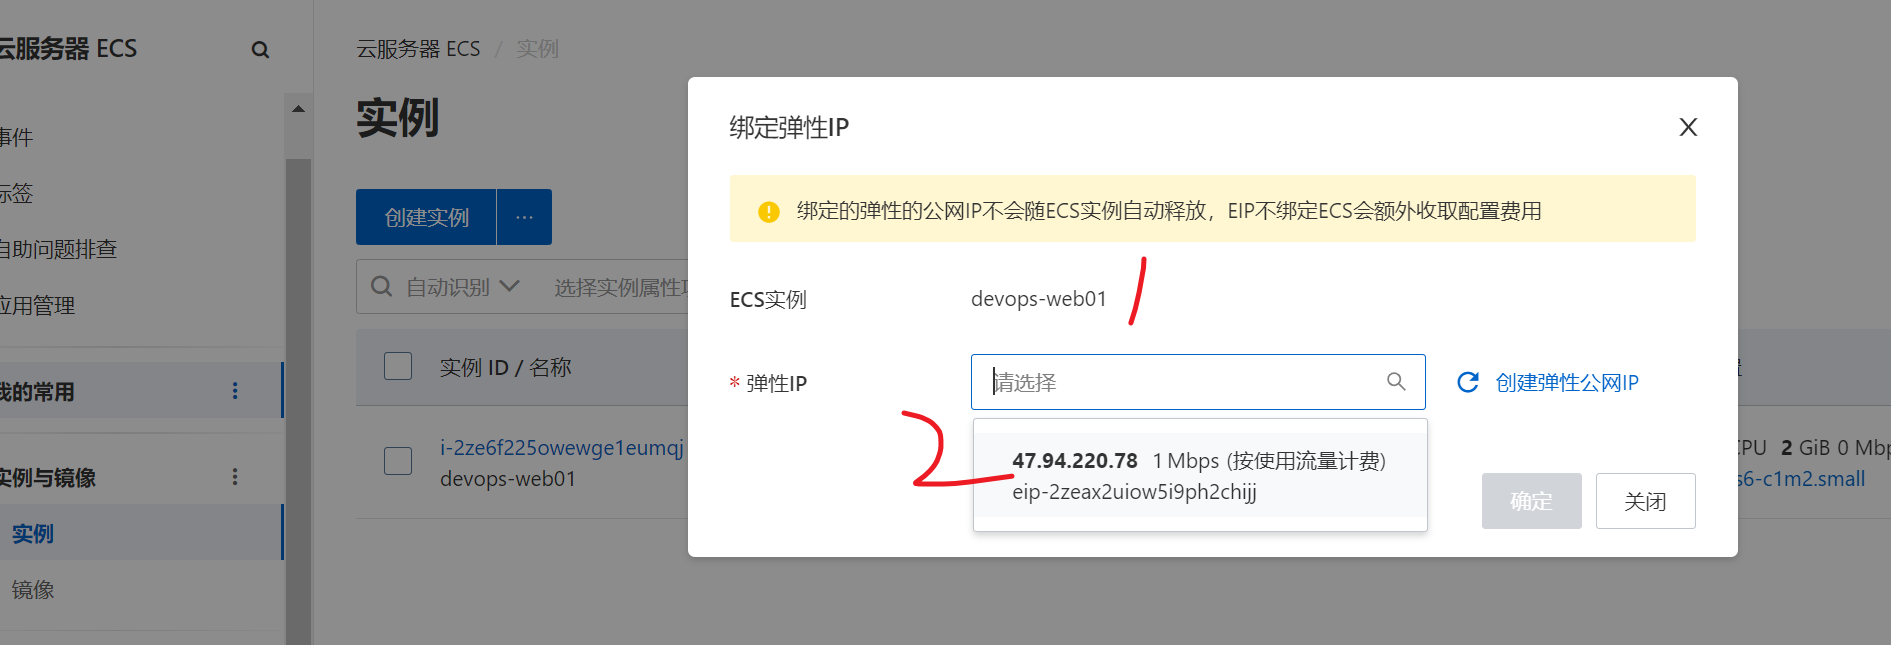 云服务器 ECS
事件
标签
自助问题排查
应用管理
我的常用
实例与镜像
实例
镜像
云服务器 ECS / 实例
实例
创建实例 ···
自动识别 选择实例属性
实例 ID / 名称
i-2ze6f225owewge1eumqj
devops-web01
绑定弹性IP
绑定的弹性的公网IP不会随ECS实例自动释放，EIP不绑定ECS会额外收取配置费用
ECS实例 devops-web01
1
* 弹性IP 请选择 创建弹性公网IP
2
47.94.220.78 1 Mbps (按使用流量计费)
eip-2zeax2uiow5i9ph2chijj
确定 关闭
CPU 2 GiB 0 Mbp
s6-c1m2.small